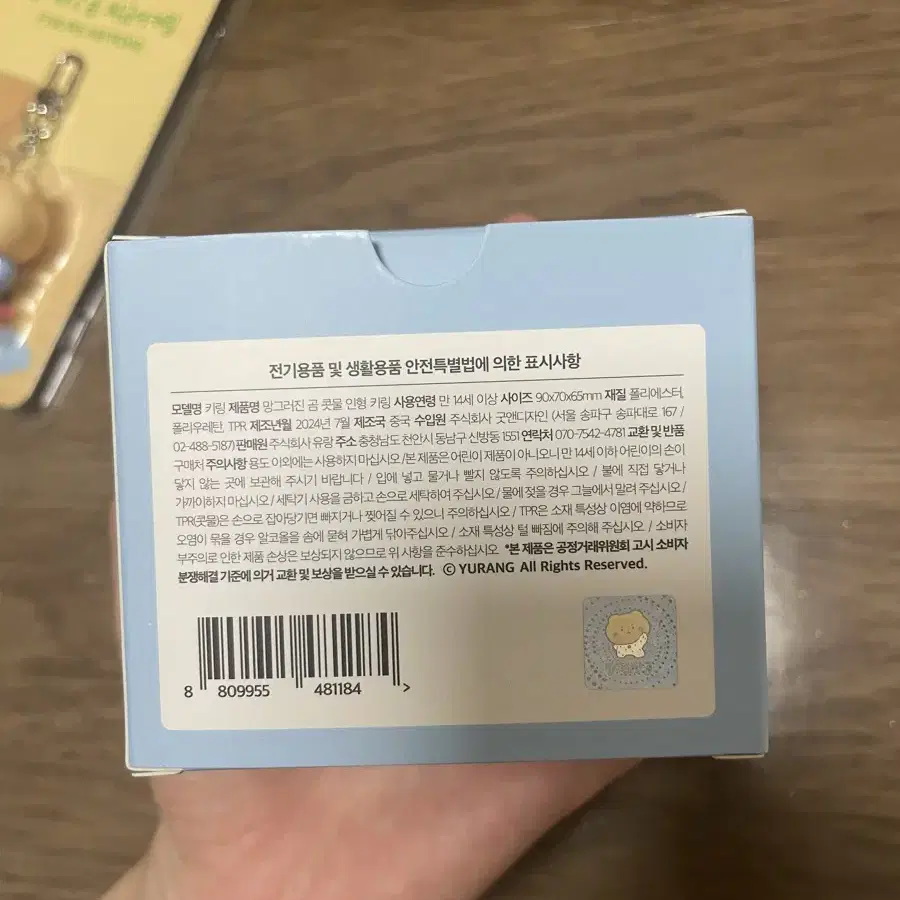 전기용품 및 생활용품 안전특별법에 의한 표시사항
모델명 키링 제품명 망그러진 곰 콧물 인형 키링 사용연령 만 14세 이상 사이즈 90x70x65mm 재질 폴리에스터,
폴리우레탄, TPR 제조년월 2024년 7월 제조국 중국 수입원 주식회사 굿앤디자인 (서울 송파구 송파대로 167 /
02-488-5187) 판매원 주식회사 유랑 주소 충청남도 천안시 동남구 신방동 1551 연락처 070-7542-4781 교환 및 반품
구매처 주의사항 용도 이외에는 사용하지 마십시오 /본 제품은 어린이 제품이 아니오니 만 14세 이하 어린이의 손이
닿지 않는 곳에 보관해 주시기 바랍니다 / 입에 넣고 물거나 빨지 않도록 주의하십시오 / 불에 직접 닿거나
가까이하지 마십시오 / 세탁기 사용을 금하고 손으로 세탁하여 주십시오 / 물에 젖을 경우 그늘에서 말려 주십시오 /
TPR(콧물)은 손으로 잡아당기면 빠지거나 찢어질 수 있으니 주의하십시오 / TPR은 소재 특성상 이염에 약하므로
오염이 묶을 경우 알코올을 솜에 묻혀 가볍게 닦아주십시오 / 소재 특성상 털 빠짐에 주의해 주십시오 / 소비자
부주의로 인한 제품 손상은 보상되지 않으므로 위 사항을 준수하십시오 *본 제품은 공정거래위원회 고시 소비자
분쟁해결 기준에 의거 교환 및 보상을 받으실 수 있습니다. © YURANG All Rights Reserved.
8 809955 481184 >